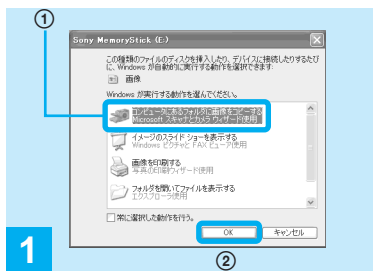 ①
Sony MemoryStick (E:)
この種類のファイルのディスクを挿入したり、デバイスに接続したりするたび
に、Windows が自動的に実行する動作を選択できます:
画像
Windows が実行する動作を選んでください。
コンピュータにあるフォルダに画像をコピーする
Microsoft スキャナとカメラ ウィザード使用
イメージのスライド ショーを表示する
Windows ピクチャと FAX ビューア使用
画像を印刷する
写真の印刷ウィザード使用
フォルダを開いてファイルを表示する
エクスプローラ使用
常に選択した動作を行う。
OK
キャンセル
1
②